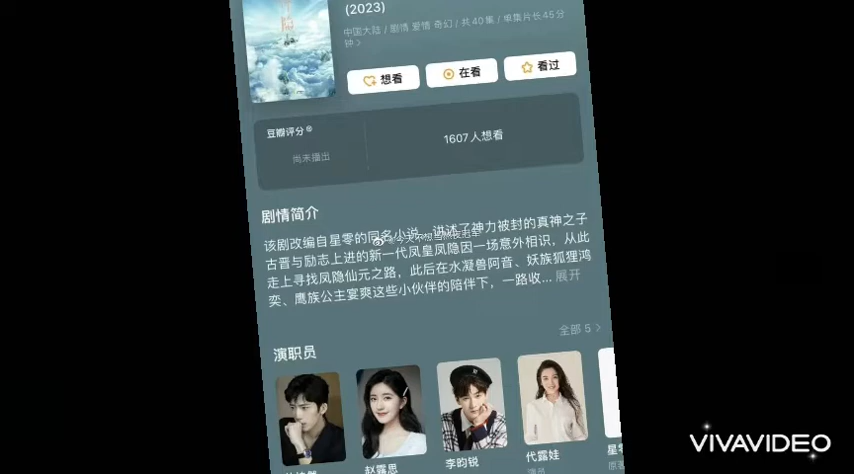 (2023)
中国大陆 / 剧情 爱情 奇幻 / 共40集 / 单集片长45分
钟 >
想看
在看
看过
豆瓣评分®
尚未播出
1607人想看
剧情简介
该剧改编自星零的同名小说，讲述了神力被封的真神之子
古晋与励志上进的新一代凤皇凤隐因一场意外相识，从此
走上寻找凤隐仙元之路，此后在水凝兽阿音、妖族狐狸鸿
奕、鹰族公主宴爽这些小伙伴的陪伴下，一路收... 展开
全部 5 >
演职员
赵露思
李昀锐
代露娃
演员
星零
VIVAVIDEO